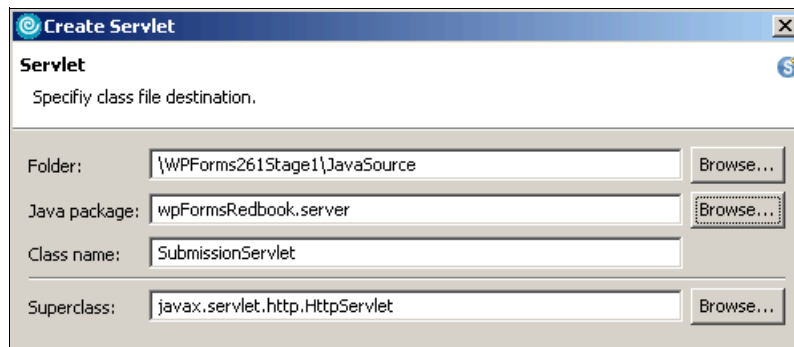 Create Servlet
Servlet
Specifiy class file destination.
Folder: \WPForms261Stage1\JavaSource Browse...
Java package: wpFormsRedbook.server Browse...
Class name: SubmissionServlet
Superclass: javax.servlet.http.HttpServlet Browse...